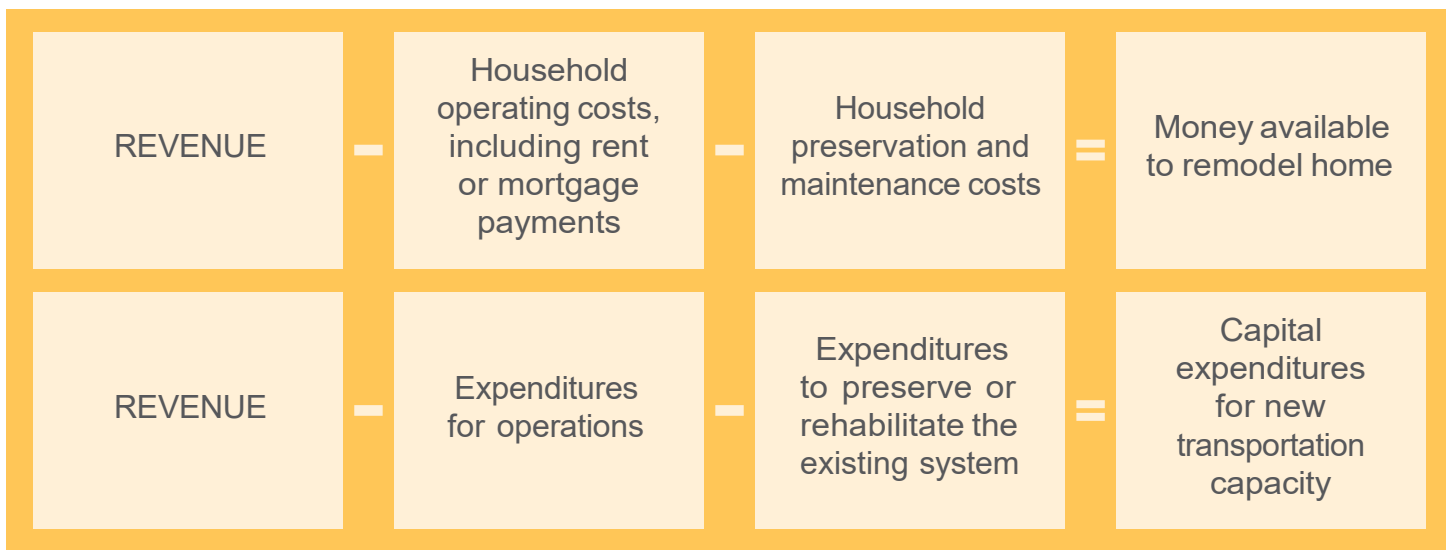 REVENUE
Household
operating costs,
including rent
or mortgage
payments
Household
preservation and
maintenance costs
Money available
to remodel home
REVENUE
Expenditures
for operations
Expenditures
to preserve or
rehabilitate the
existing system
Capital
expenditures
for new
transportation
capacity